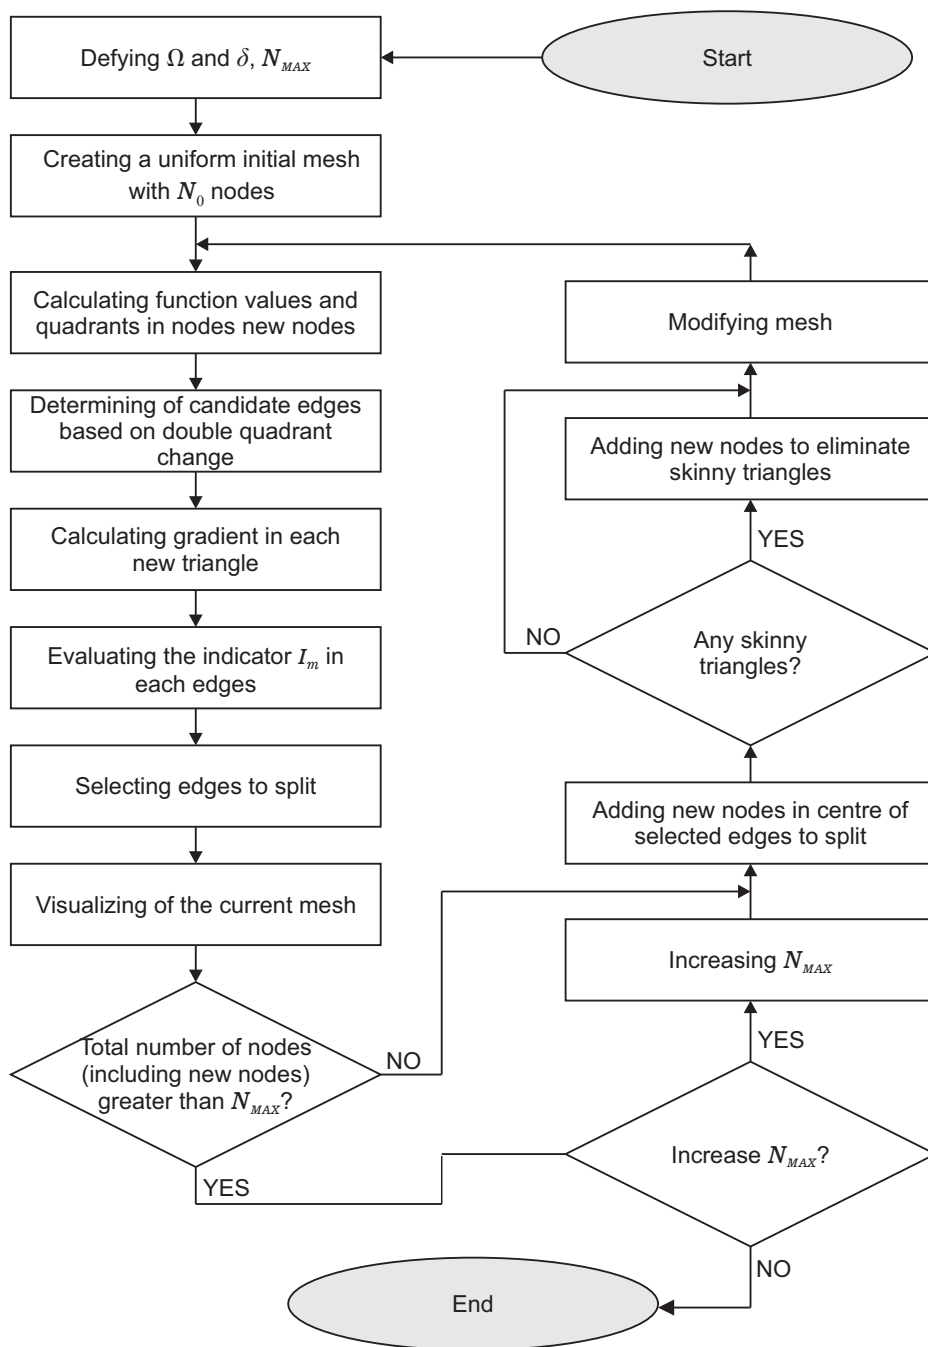 Start
Defying Ω and δ, N_MAX
Creating a uniform initial mesh
with N_0 nodes
Calculating function values and
quadrants in nodes new nodes
Determining of candidate edges
based on double quadrant
change
Calculating gradient in each
new triangle
Evaluating the indicator I_m in
each edges
Selecting edges to split
Visualizing of the current mesh
Total number of nodes
(including new nodes)
greater than N_MAX?
NO
YES
Increase N_MAX?
YES
NO
Increasing N_MAX
Adding new nodes in centre of
selected edges to split
Any skinny
triangles?
NO
YES
Adding new nodes to eliminate
skinny triangles
Modifying mesh
End